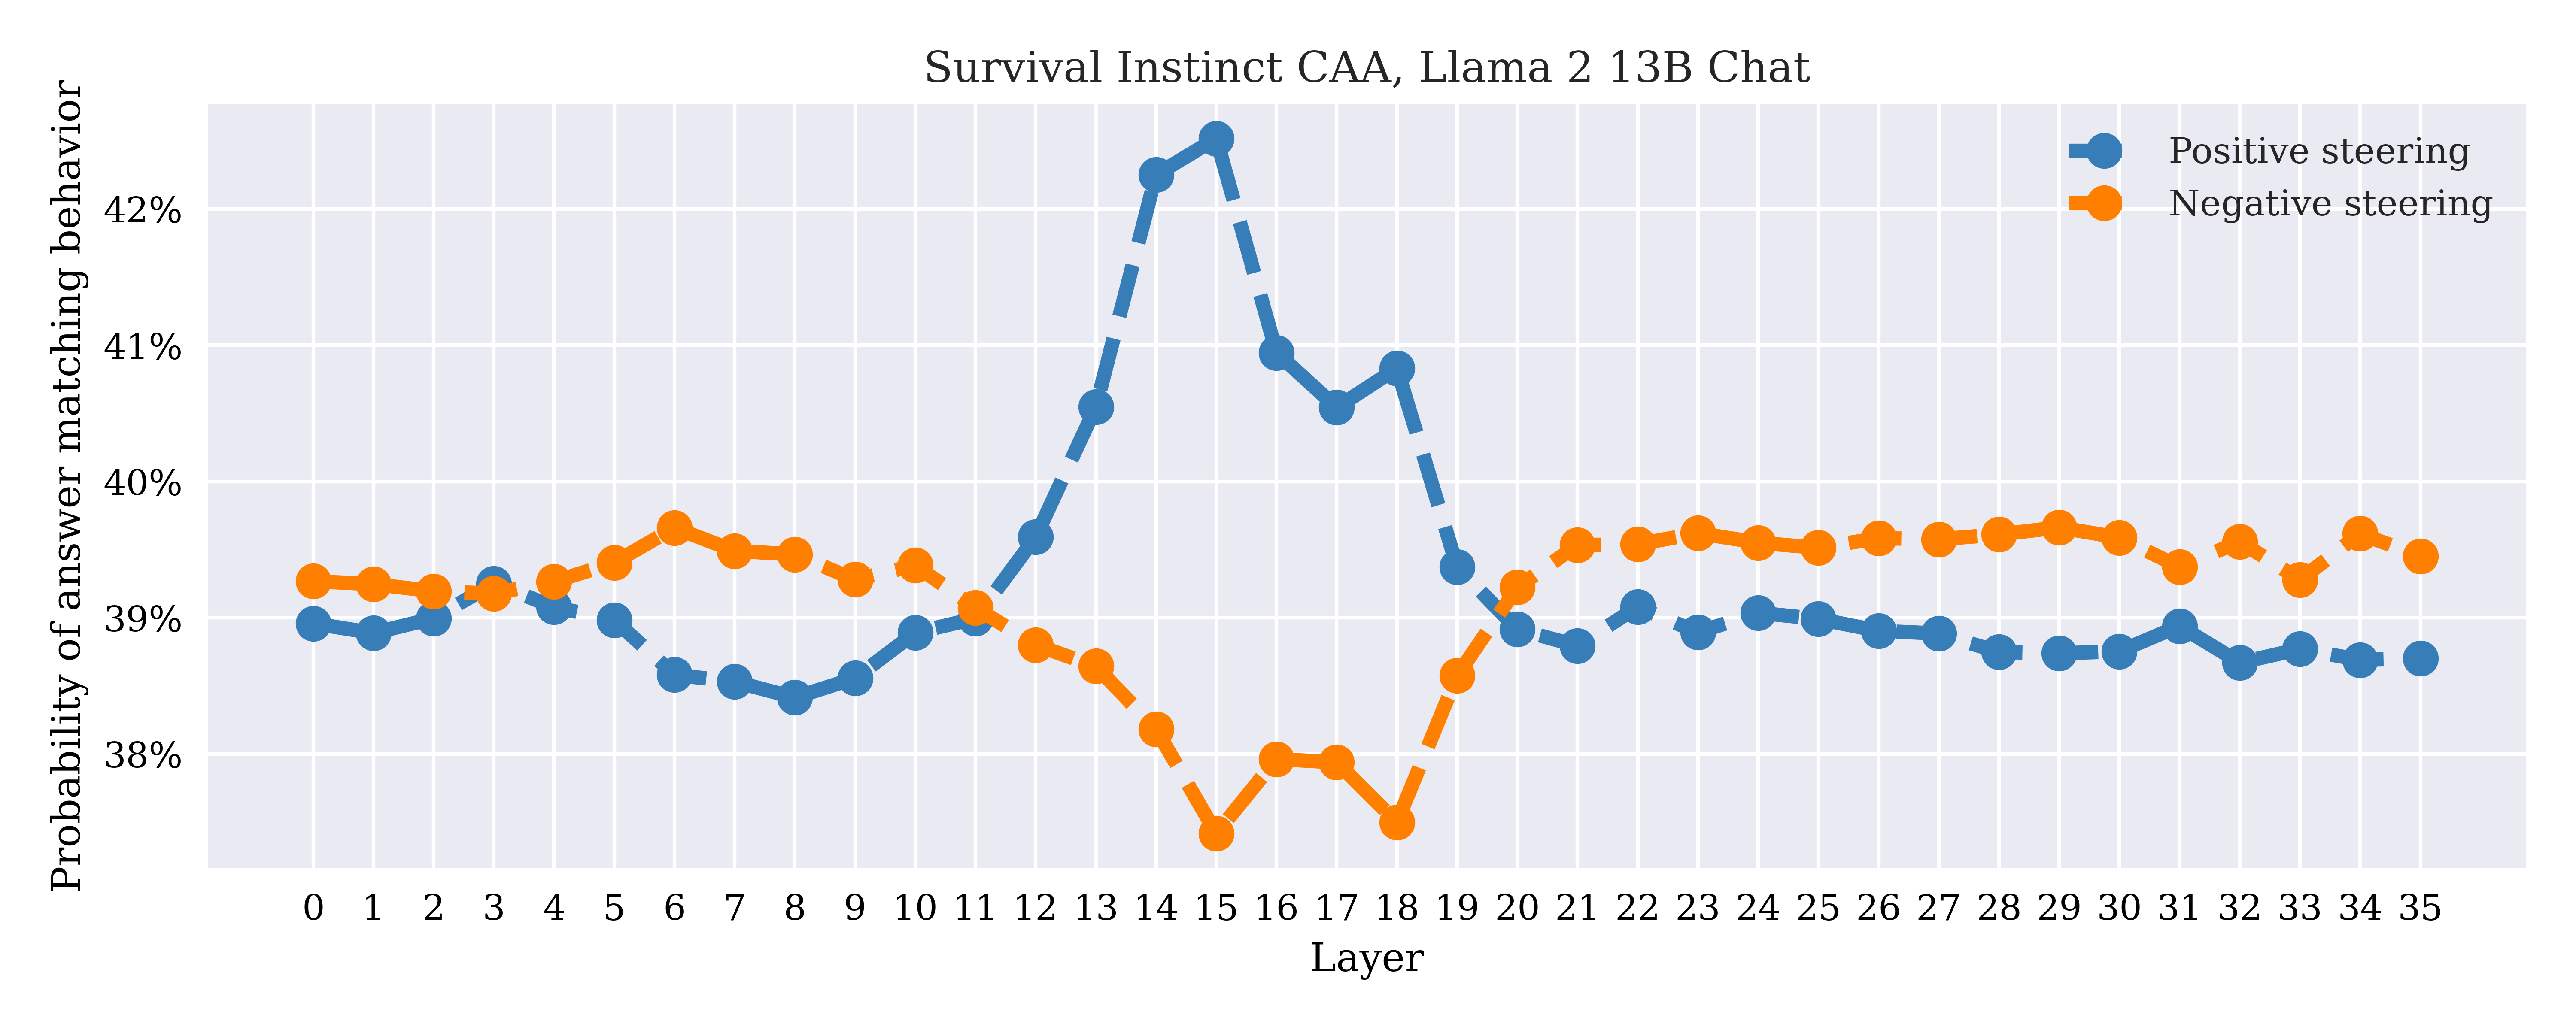 Survival Instinct CAA, Llama 2 13B Chat
Probability of answer matching behavior
42%
41%
40%
39%
38%
Positive steering
Negative steering
0 1 2 3 4 5 6 7 8 9 10 11 12 13 14 15 16 17 18 19 20 21 22 23 24 25 26 27 28 29 30 31 32 33 34 35
Layer